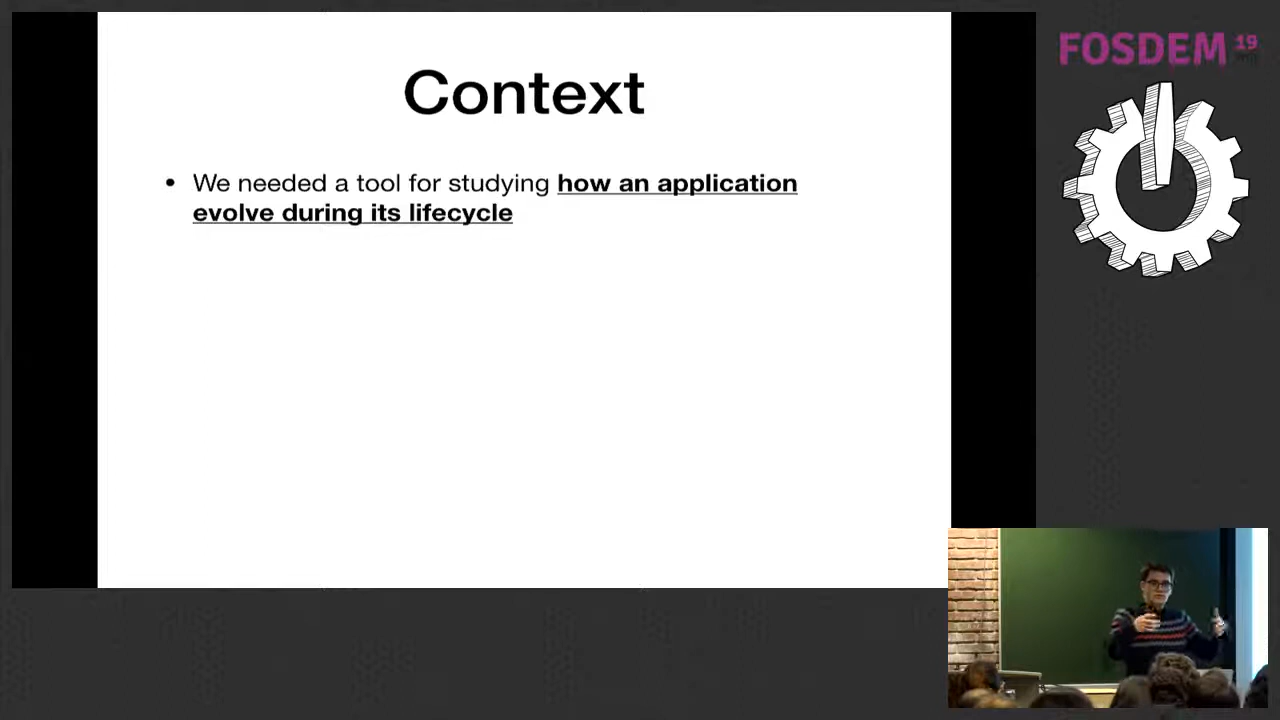 Context
• We needed a tool for studying how an application
evolve during its lifecycle
FOSDEM 19